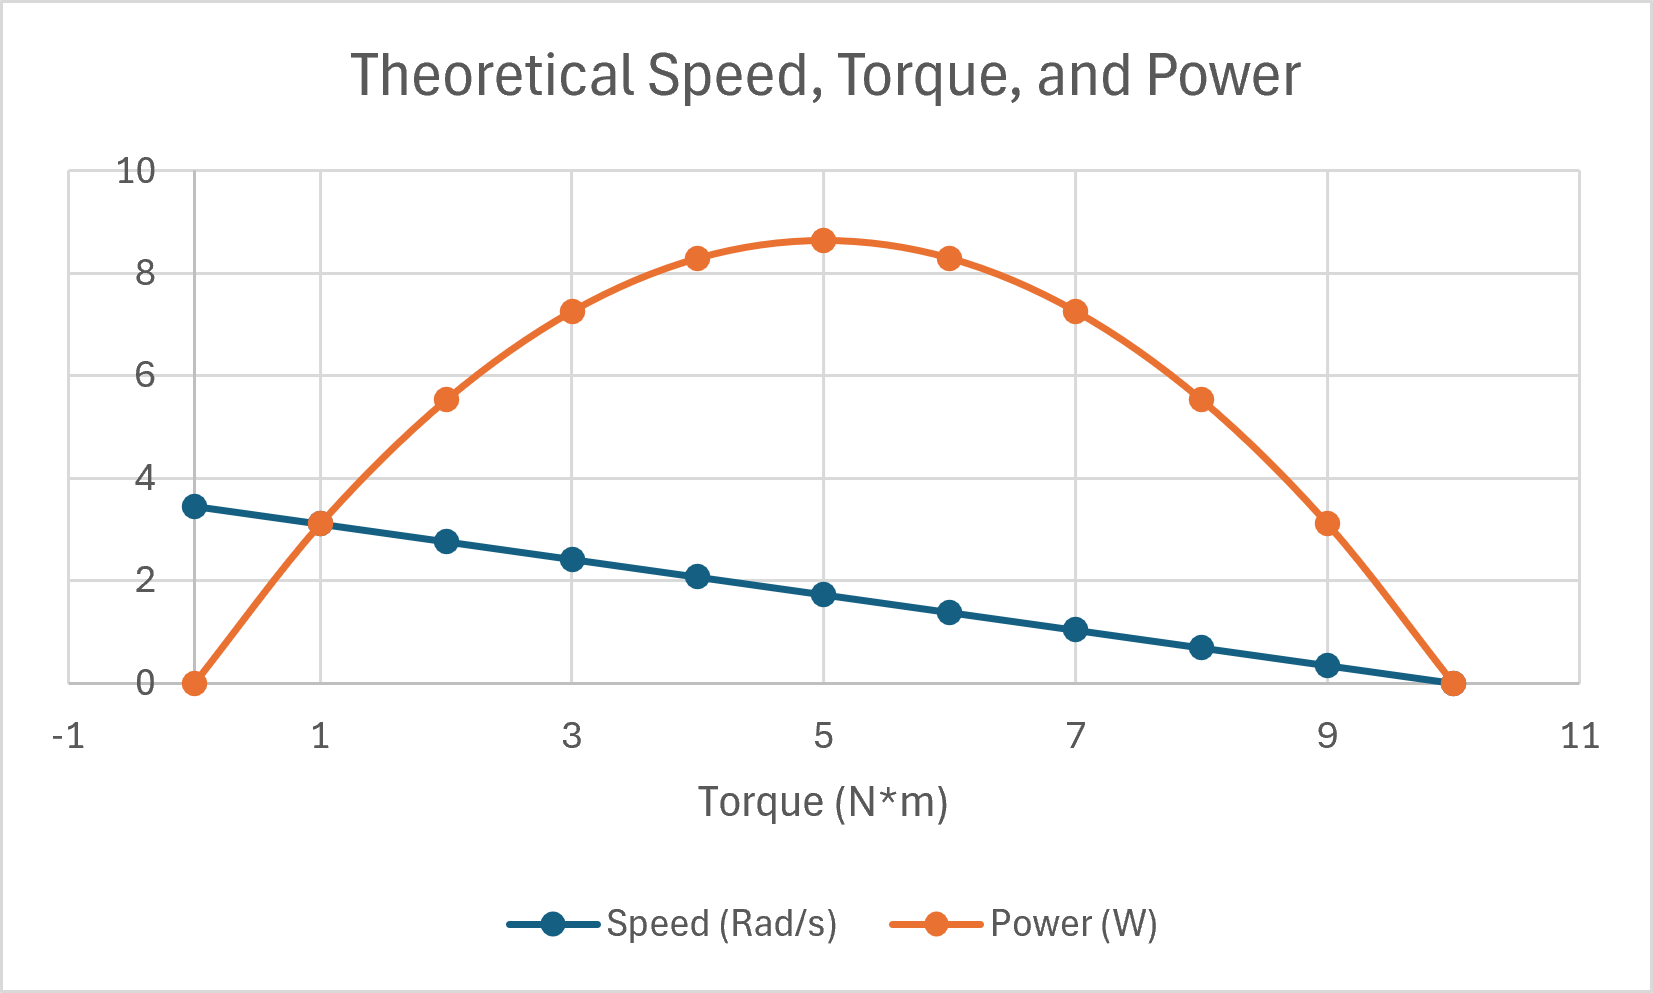 Theoretical Speed, Torque, and Power
10
8
6
4
2
0
-1 1 3 5 7 9 11
Torque (N*m)
Speed (Rad/s) Power (W)